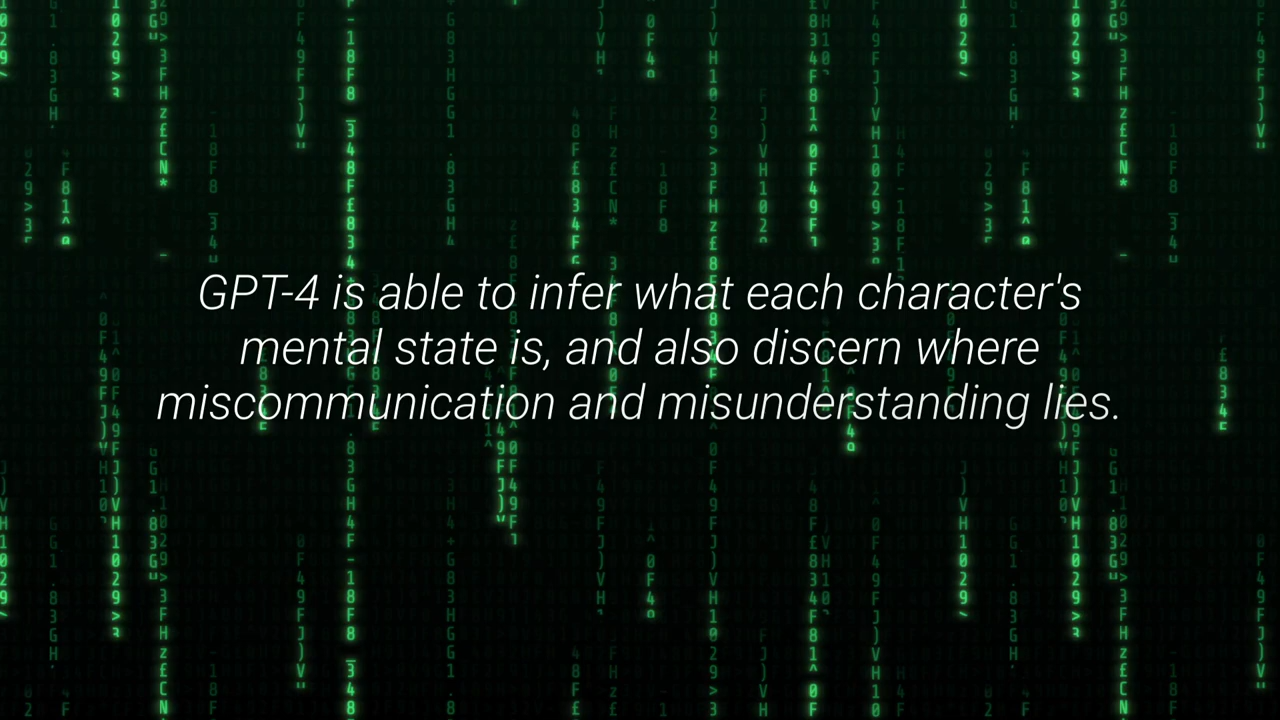 GPT-4 is able to infer what each character's
mental state is, and also discern where
miscommunication and misunderstanding lies.